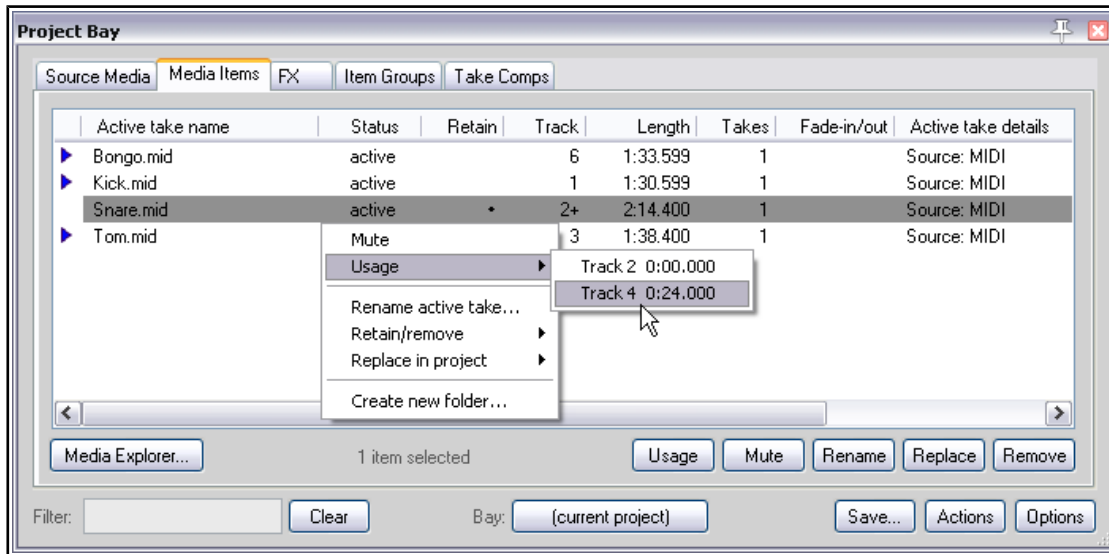 Project Bay
Source Media Media Items FX Item Groups Take Comps
Active take name Status Retain Track Length Takes Fade-in/out Active take details
Bongo.mid active 6 1:33.599 1 Source: MIDI
Kick.mid active 1 1:30.599 1 Source: MIDI
Snare.mid active • 2+ 2:14.400 1 Source: MIDI
Tom.mid 3 1:38.400 1 Source: MIDI
Mute
Usage
Track 2 0:00.000
Track 4 0:24.000
Rename active take...
Retain/remove
Replace in project
Create new folder...
Media Explorer... 1 item selected Usage Mute Rename Replace Remove
Filter: Clear Bay: (current project) Save... Actions Options